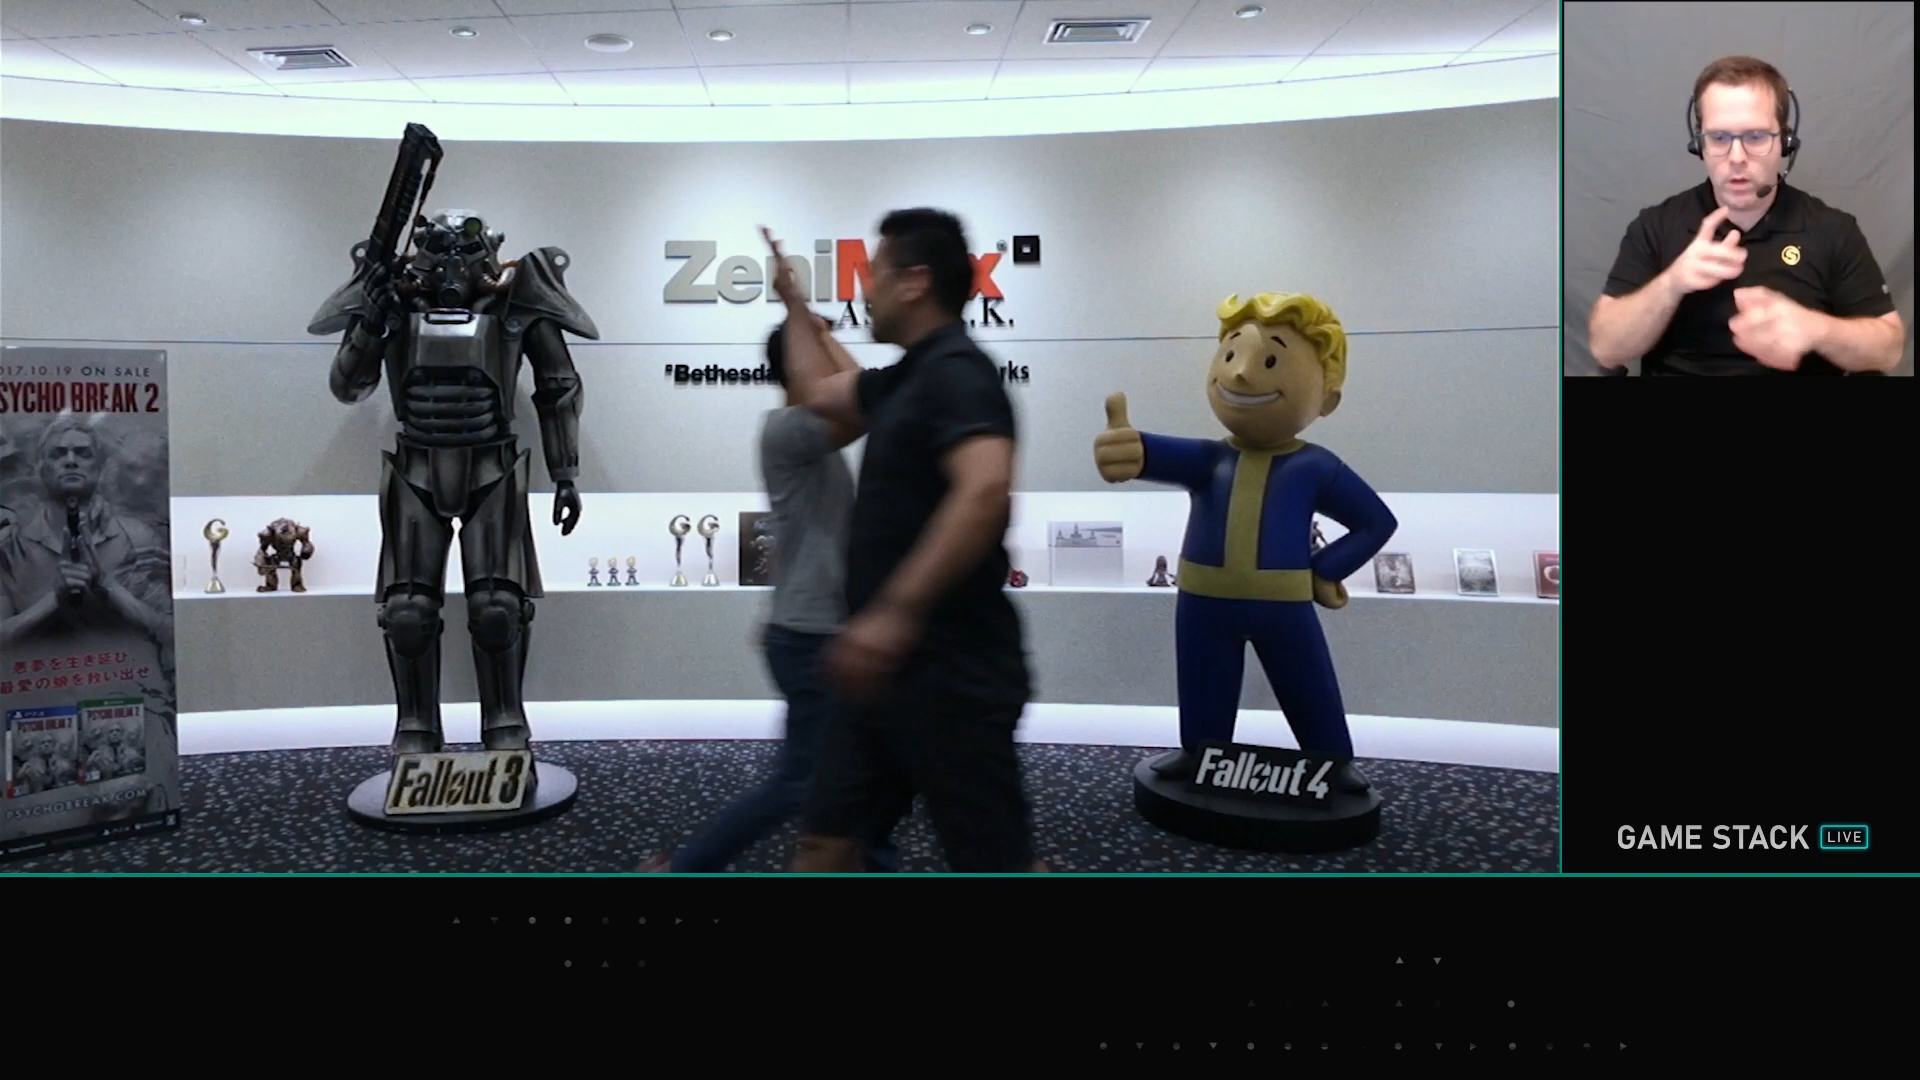 ZeniMax
"Bethesda
rks
2017.10.19 ON SALE
PSYCHO BREAK 2
悪夢を生き延び、
最愛の娘を救い出せ
PSYCHO BREAK 2
PSYCHO BREAK 2
PSYCHOBREAK.COM
Fallout 3
Fallout 4
GAME STACK LIVE